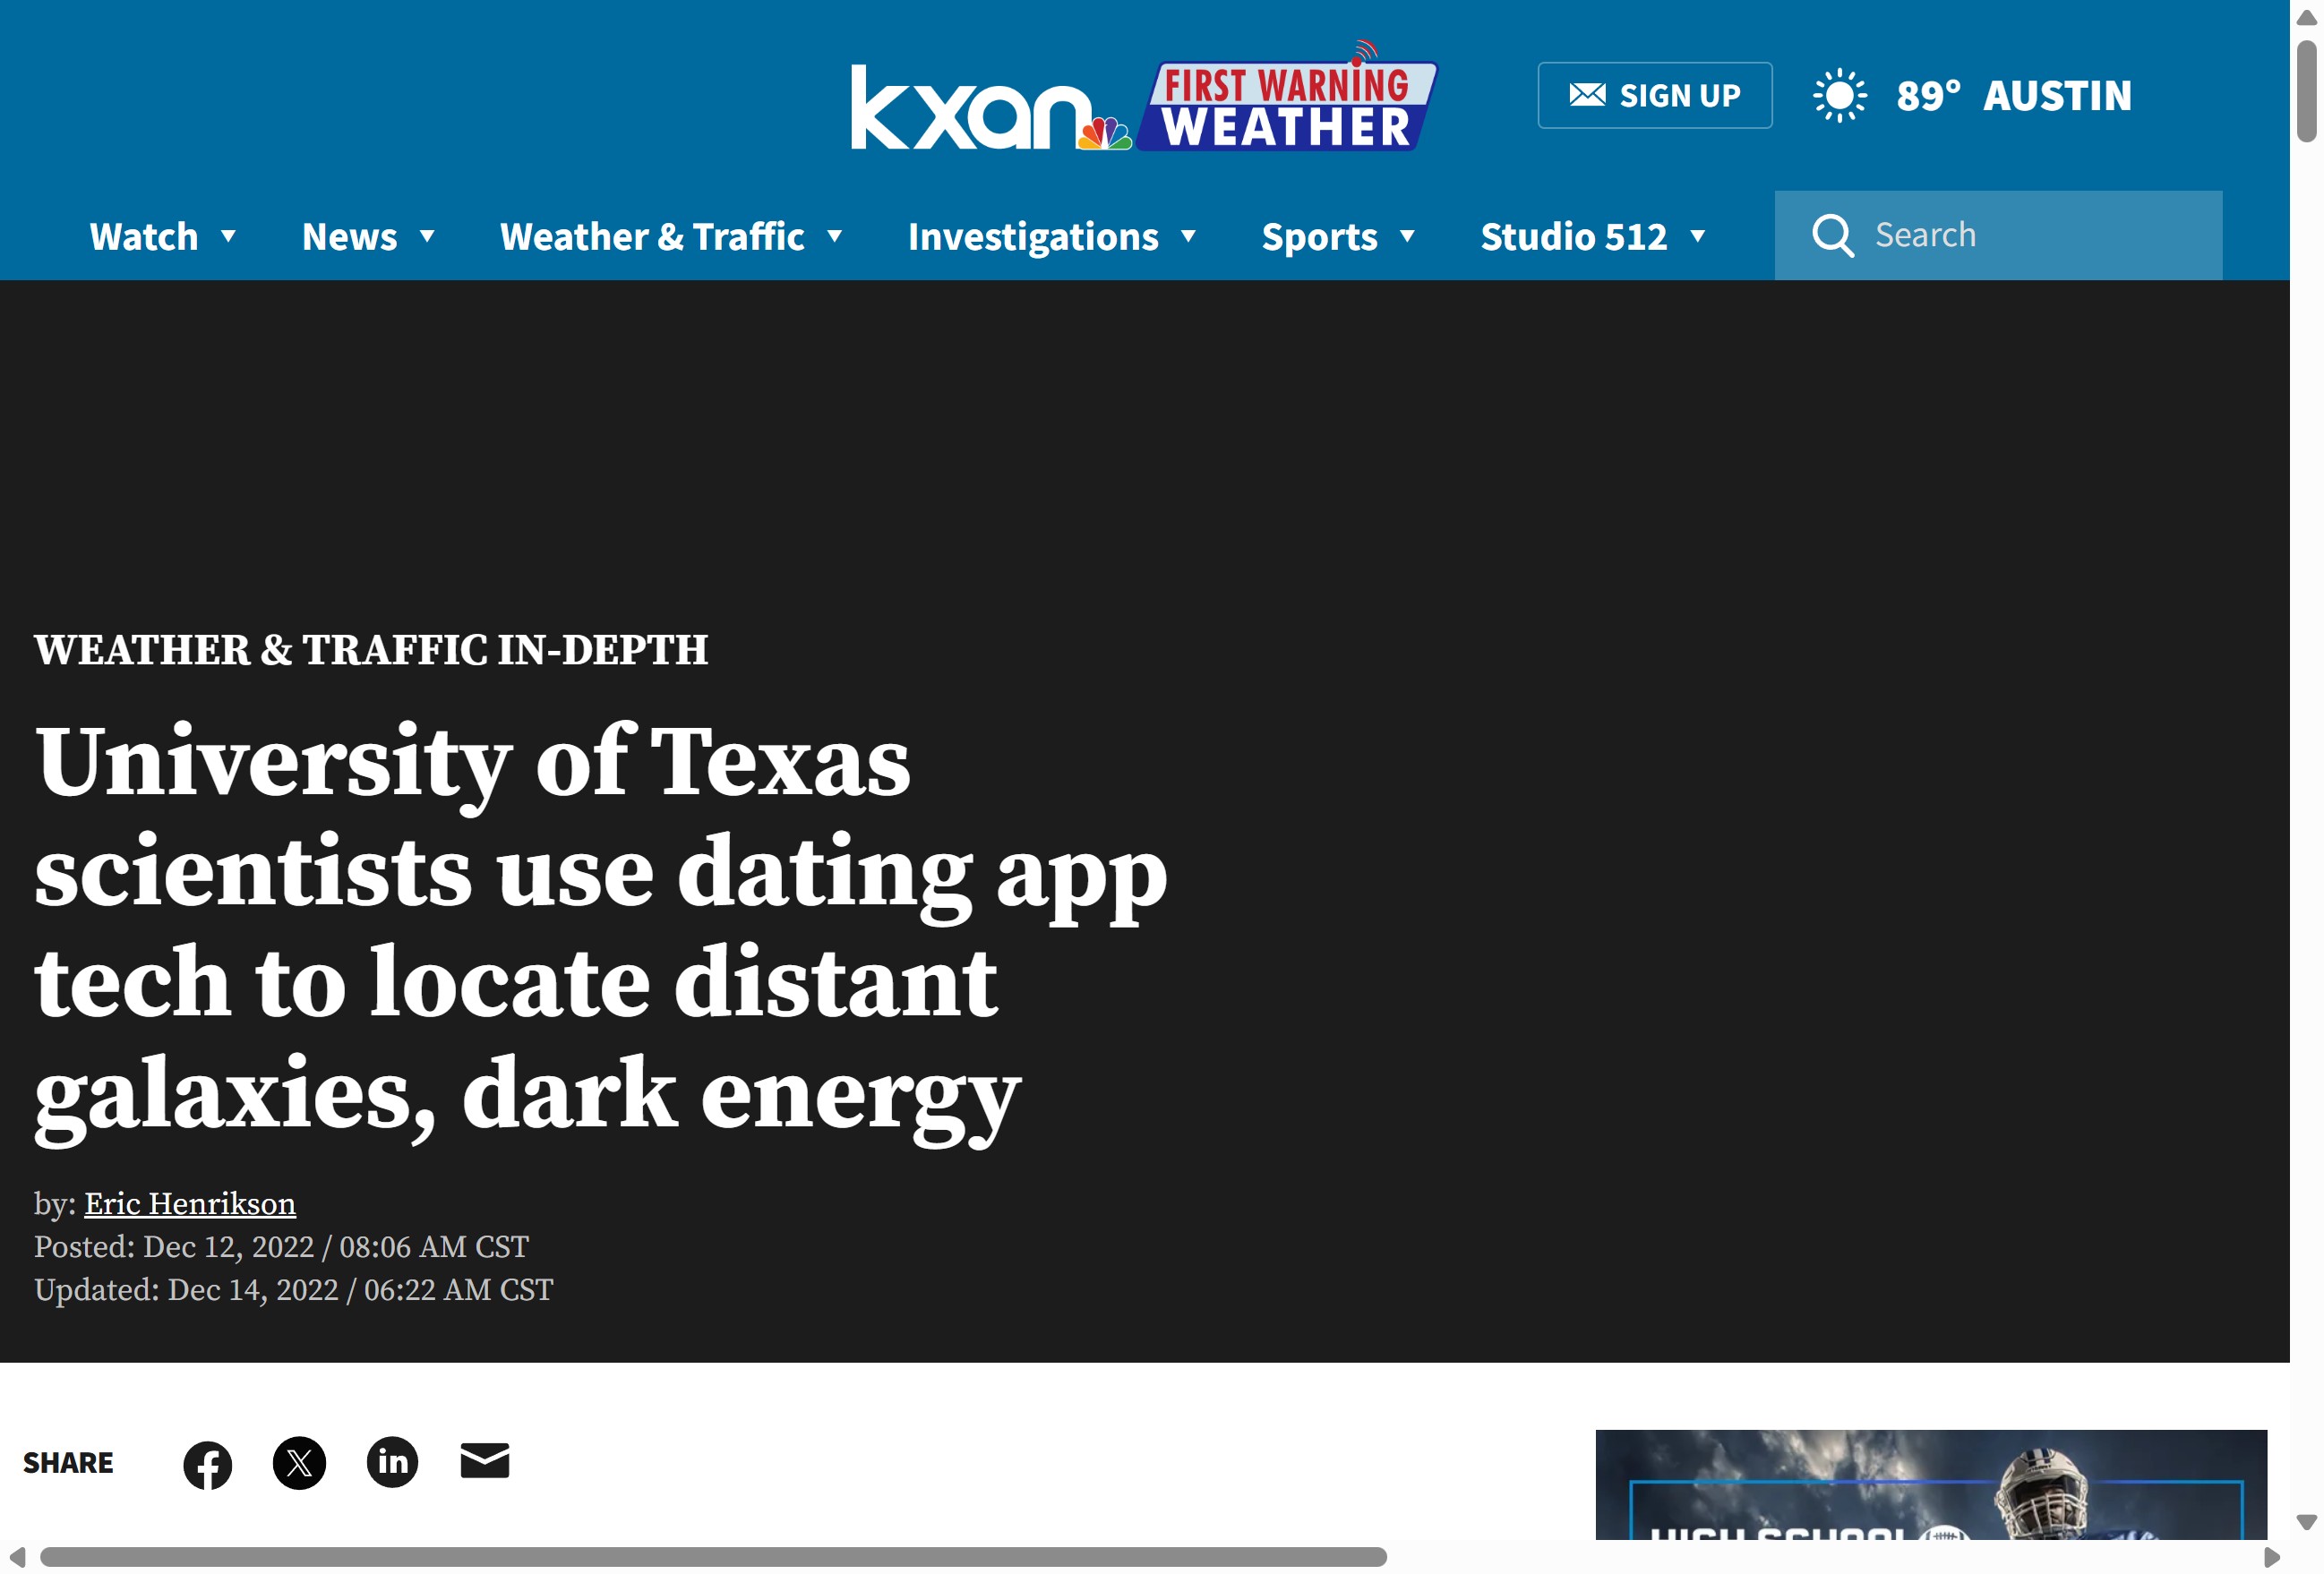 kxan
FIRST WARNING
WEATHER
SIGN UP
89° AUSTIN
Watch
News
Weather & Traffic
Investigations
Sports
Studio 512
Search
WEATHER & TRAFFIC IN-DEPTH
University of Texas
scientists use dating app
tech to locate distant
galaxies, dark energy
by: Eric Henrikson
Posted: Dec 12, 2022 / 08:06 AM CST
Updated: Dec 14, 2022 / 06:22 AM CST
SHARE
HIGH SCHOOL